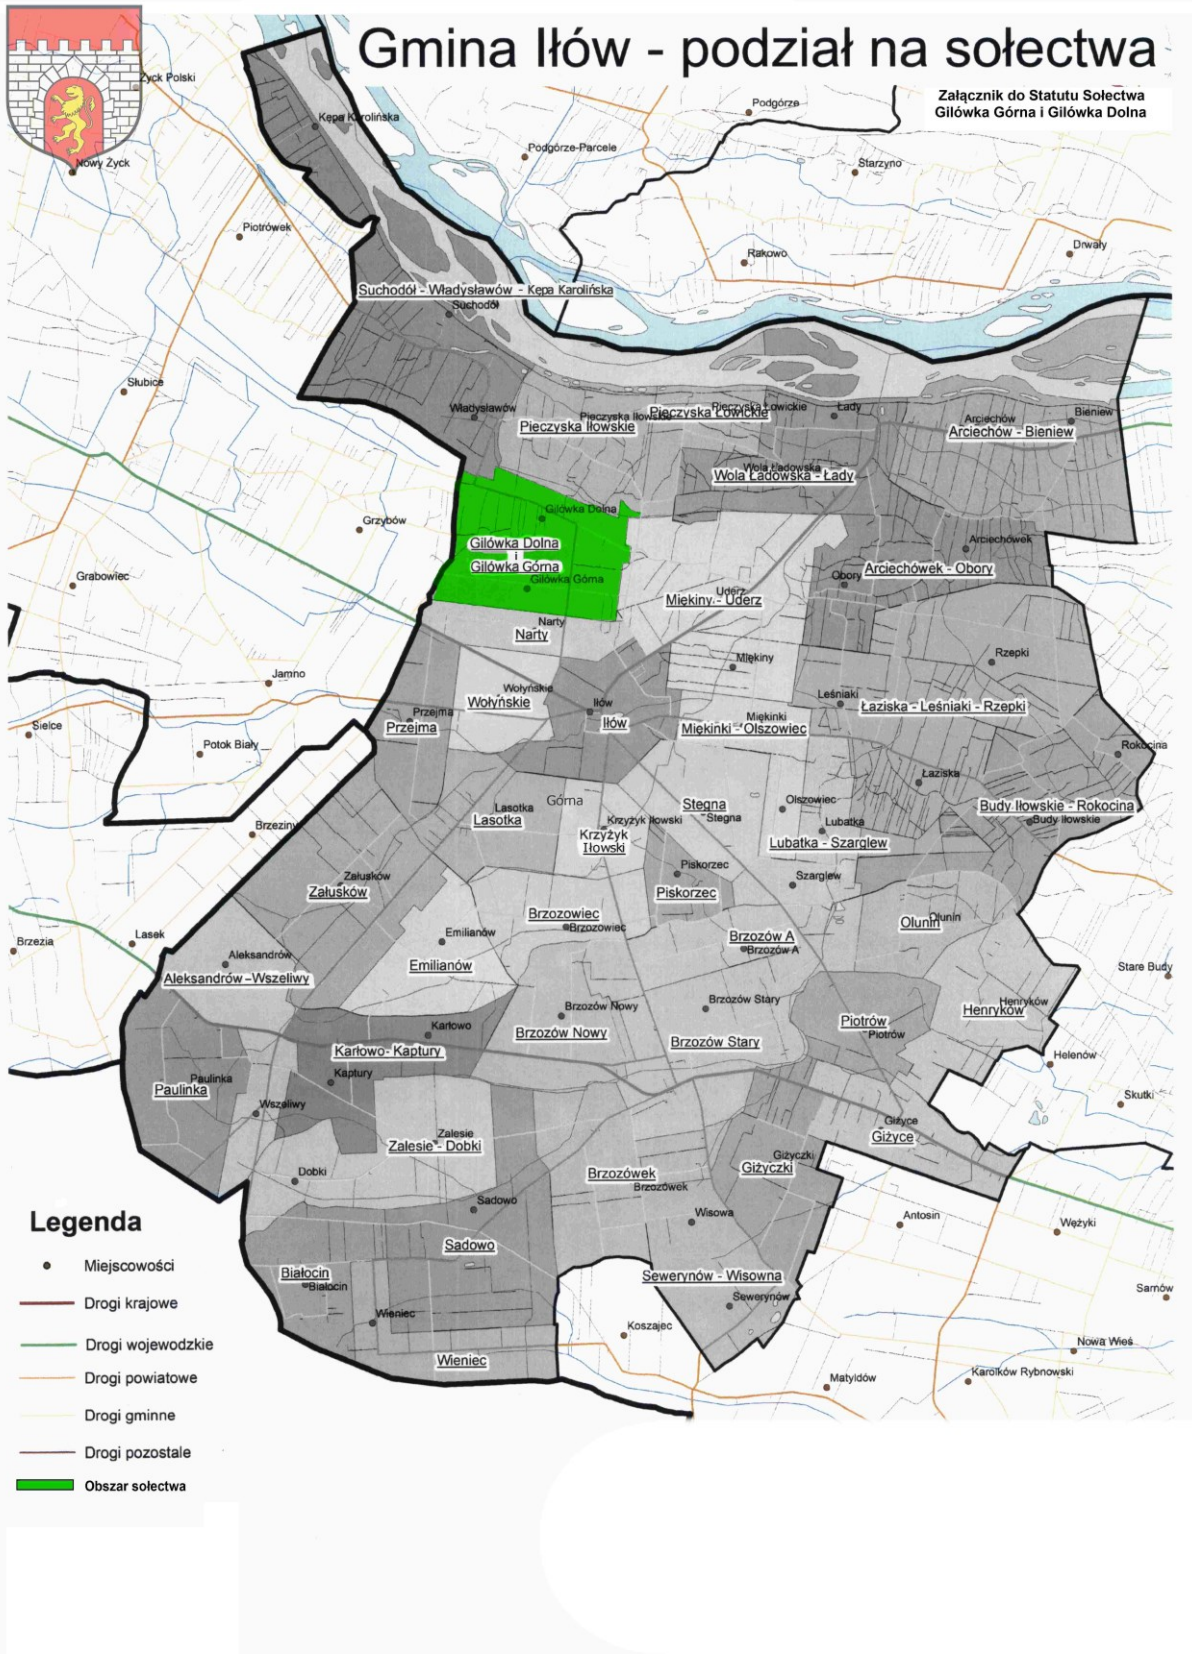 Gmina Iłów - podział na sołectwa
Załącznik do Statutu Sołectwa
Gilówka Górna i Gilówka Dolna
Życk Polski
Nowy Życk
Kępa Karolińska
Podgórze
Podgórze-Parcele
Starzyno
Piotrówek
Rakowo
Drwały
Suchodół - Władysławów - Kępa Karolińska
Suchodół
Słubice
Władysławów
Pieczyska Iłowskie
Pieczyska Iłowskie
Pieczyska Łowickie
Pieczyska Łowickie
Łady
Arciechów
Bieniew
Arciechów - Bieniew
Wola Ładowska
Wola Ładowska - Łady
Grzybów
Gilówka Dolna
Gilówka Dolna
i
Gilówka Górna
Gilówka Górna
Arciechówek
Arciechówek - Obory
Obory
Grabowiec
Uderz
Miękiny - Uderz
Narty
Narty
Miękiny
Rzepki
Jamno
Wołyńskie
Wołyńskie
Leśniaki
Łaziska - Leśniaki - Rzepki
Iłów
Iłów
Przejma
Przejma
Miękinki
Miękinki - Olszowiec
Sielce
Potok Biały
Rokocina
Łaziska
Górna
Lasotka
Lasotka
Stegna
Stegna
Olszowiec
Budy Iłowskie - Rokocina
Budy Iłowskie
Krzyżyk Iłowski
Krzyżyk
Iłowski
Lubatka
Lubatka - Szarglew
Brzeziny
Piskorzec
Piskorzec
Szarglew
Załusków
Załusków
Brzozowiec
Brzozowiec
Olunin
Olunin
Emilianów
Emilianów
Brzozów A
Brzozów A
Brzezia
Lasek
Aleksandrów
Aleksandrów - Wszeliwy
Stare Budy
Brzozów Nowy
Brzozów Nowy
Brzozów Stary
Brzozów Stary
Henryków
Henryków
Piotrów
Piotrów
Karłowo
Karłowo - Kaptury
Kaptury
Helenów
Paulinka
Paulinka
Skutki
Wszeliwy
Giżyce
Giżyce
Zalesie
Zalesie - Dobki
Giżyczki
Giżyczki
Dobki
Brzozówek
Brzozówek
Sadowo
Sadowo
Wisowa
Antosin
Wężyki
Białocin
Białocin
Sewerynów - Wisowna
Sewerynów
Sarnów
Wieniec
Wieniec
Koszajec
Nowa Wieś
Matyldów
Karolków Rybnowski
Legenda
Miejscowości
Drogi krajowe
Drogi wojewodzkie
Drogi powiatowe
Drogi gminne
Drogi pozostale
Obszar sołectwa